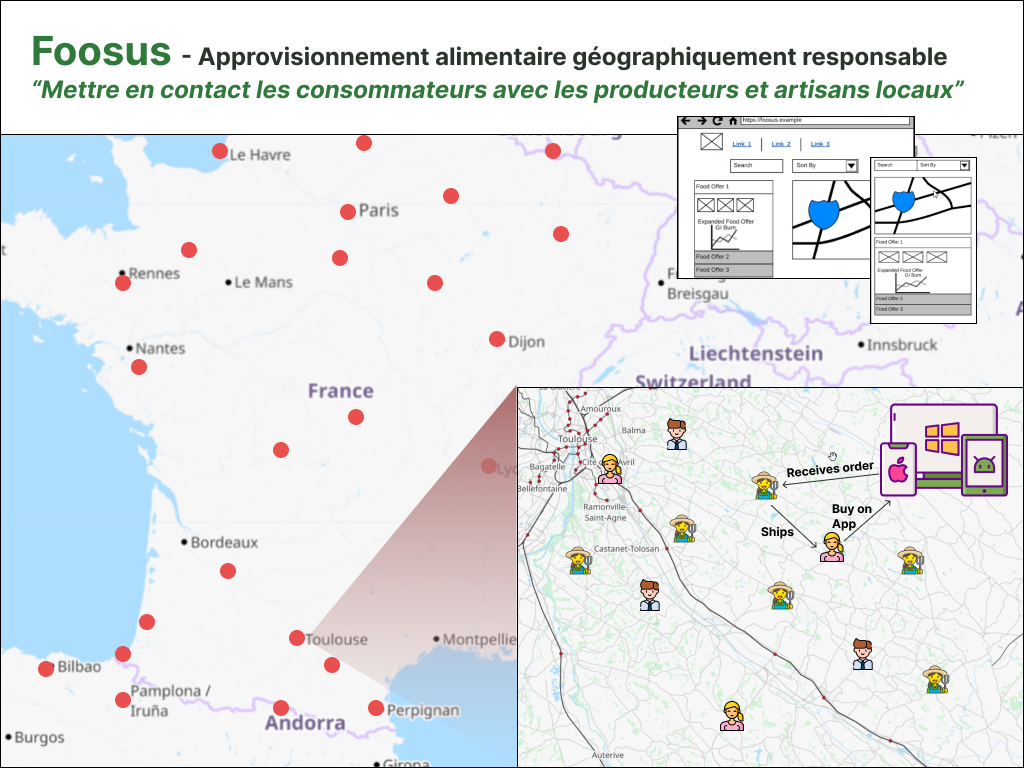 Foosus - Approvisionnement alimentaire géographiquement responsable
“Mettre en contact les consommateurs avec les producteurs et artisans locaux”
https://foosus.example
Link 1
Link 2
Link 3
Search
Sort By
Food Offer 1
Expanded Food Offer
GI Burn
Food Offer 2
Food Offer 3
Search
Sort By
Food Offer 1
Expanded Food Offer
GI Burn
Food Offer 2
Food Offer 3
Le Havre
Paris
Rennes
Le Mans
Breisgau
Nantes
Dijon
Innsbruck
Liechtenstein
Switzerland
France
Bordeaux
Toulouse
Montpellie
Bilbao
Pamplona /
Iruña
Andorra
Perpignan
Burgos
Girona
Amouroux
Balma
Toulouse
Bagatelle
Bellefontaine
Ramonville-
Saint-Agne
Castanet-Tolosan
Auterive
Receives order
Buy on
App
Ships